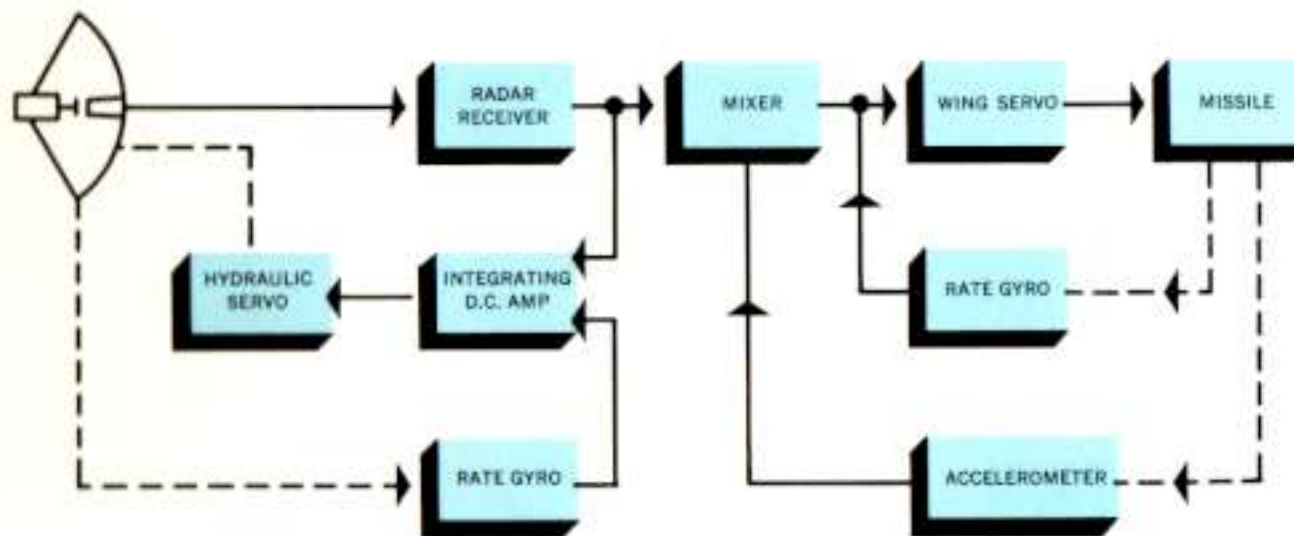 RADAR
RECEIVER
MIXER
WING SERVO
MISSILE
HYDRAULIC
SERVO
INTEGRATING
D.C. AMP
RATE GYRO
RATE GYRO
ACCELEROMETER